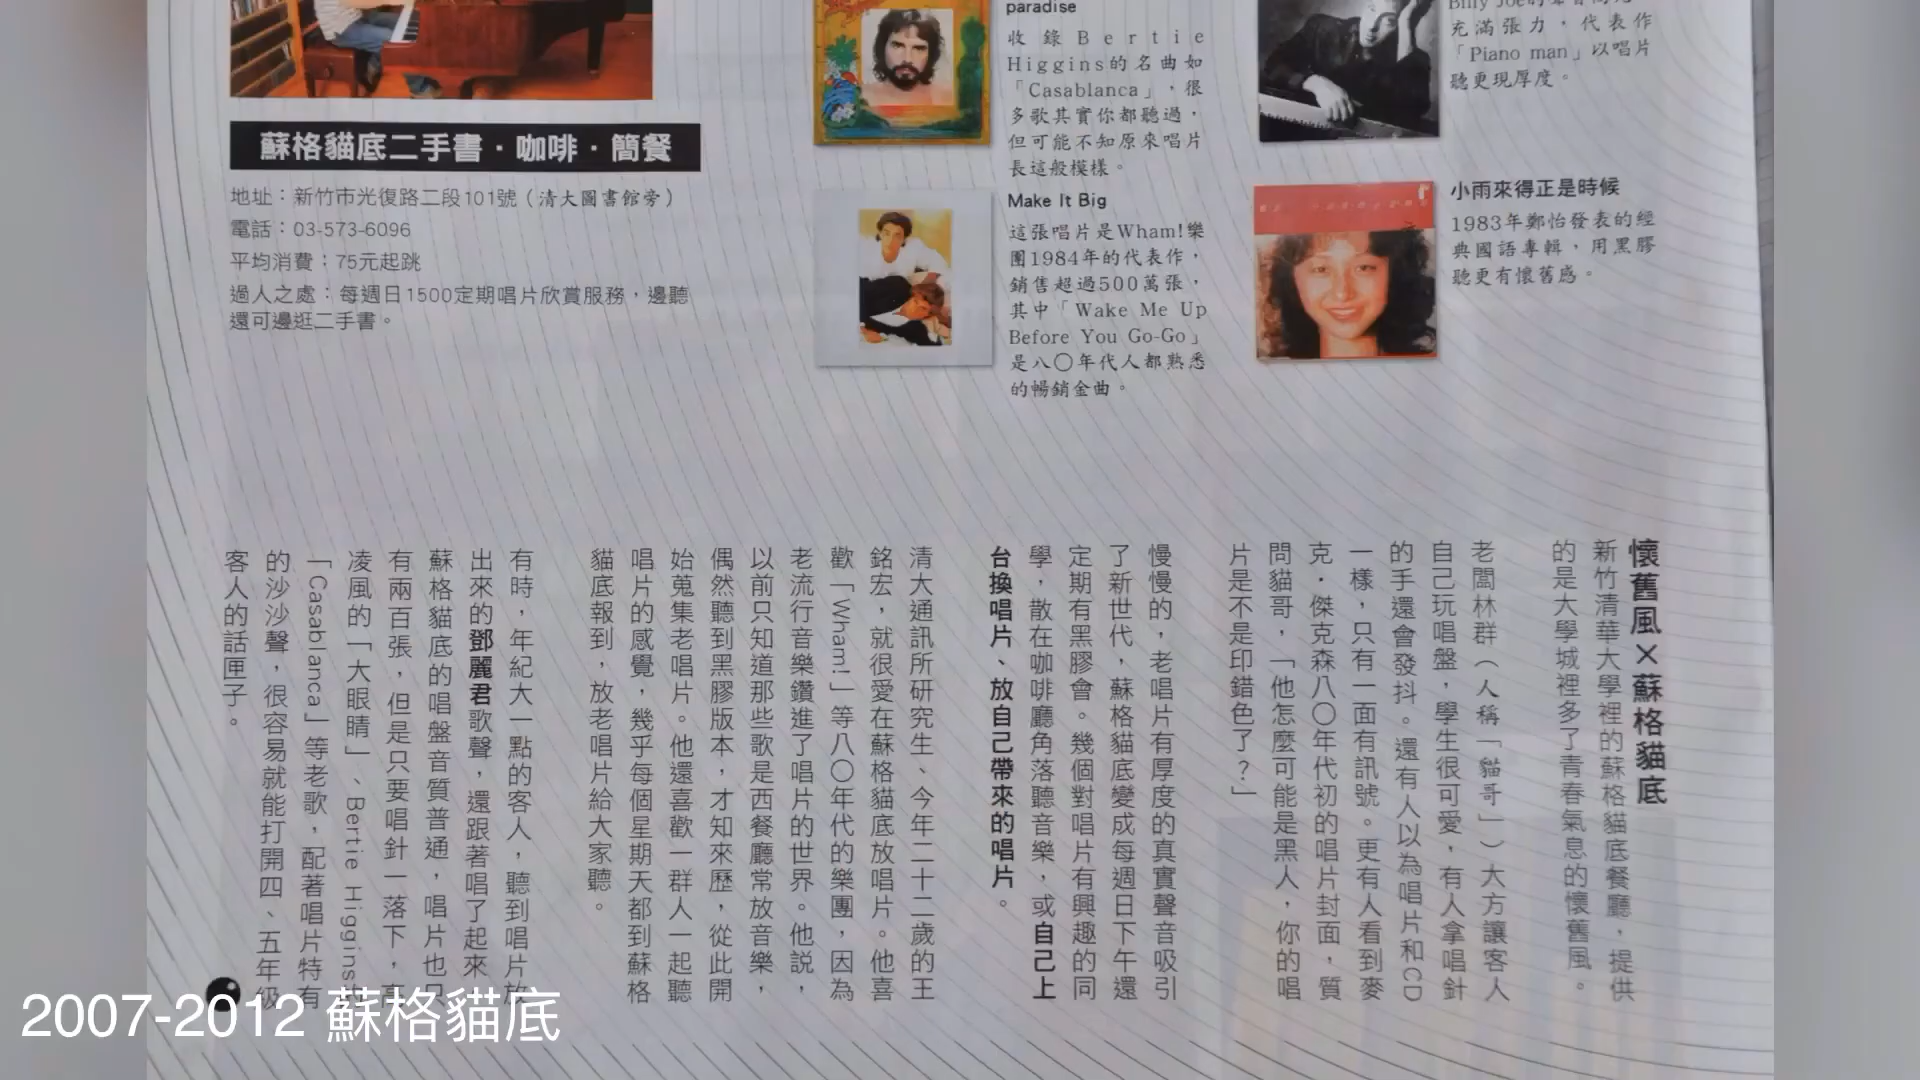 蘇格貓底二手書·咖啡·簡餐
地址：新竹市光復路二段101號（清大圖書館旁）
電話：03-573-6096
平均消費：75元起跳
過人之處：每週日1500定期唱片欣賞服務，邊聽
還可邊逛二手書。
paradise
收錄Bertie
Higgins的名曲如
「Casablanca」，很
多歌其實你都聽過，
但可能不知原來唱片
長這般模樣。
Make It Big
這張唱片是Wham!樂
團1984年的代表作，
銷售超過500萬張，
其中「Wake Me Up
Before You Go-Go」
是八〇年代人都熟悉
的暢銷金曲。
充滿張力，代表作
「Piano man」以唱片
聽更現厚度。
小雨來得正是時候
1983年鄭怡發表的經
典國語專輯，用黑膠
聽更有懷舊感。
懷舊風×蘇格貓底
新竹清華大學裡的蘇格貓底餐廳，提供
的是大學城裡多了青春氣息的懷舊風。
老闆林群（人稱「貓哥」）大方讓客人
自己玩唱盤，學生很可愛，有人拿唱針
的手還會發抖。還有人以為唱片和CD
一樣，只有一面有訊號。更有人看到麥
克·傑克森八〇年代初的唱片封面，質
問貓哥，「他怎麼可能是黑人，你的唱
片是不是印錯色了？」
慢慢的，老唱片有厚度的真實聲音吸引
了新世代，蘇格貓底變成每週日下午還
定期有黑膠會。幾個對唱片有興趣的同
學，散在咖啡廳角落聽音樂，或自己上
台換唱片、放自己帶來的唱片。
清大通訊所研究生、今年二十二歲的王
銘宏，就很愛在蘇格貓底放唱片。他喜
歡「Wham!」等八〇年代的樂團，因為
老流行音樂鑽進了唱片的世界。他說，
以前只知道那些歌是西餐廳常放音樂，
偶然聽到黑膠版本，才知來歷，從此開
始蒐集老唱片。他還喜歡一群人一起聽
唱片的感覺，幾乎每個星期天都到蘇格
貓底報到，放老唱片給大家聽。
有時，年紀大一點的客人，聽到唱片放
出來的鄧麗君歌聲，還跟著唱了起來。
蘇格貓底的唱盤音質普通，唱片也只
有兩百張，但是只要唱針一落下，
凌風的「大眼睛」、Bertie Higgins的
「Casablanca」等老歌，配著唱片特有
的沙沙聲，很容易就能打開四、五年級
客人的話匣子。
2007-2012 蘇格貓底